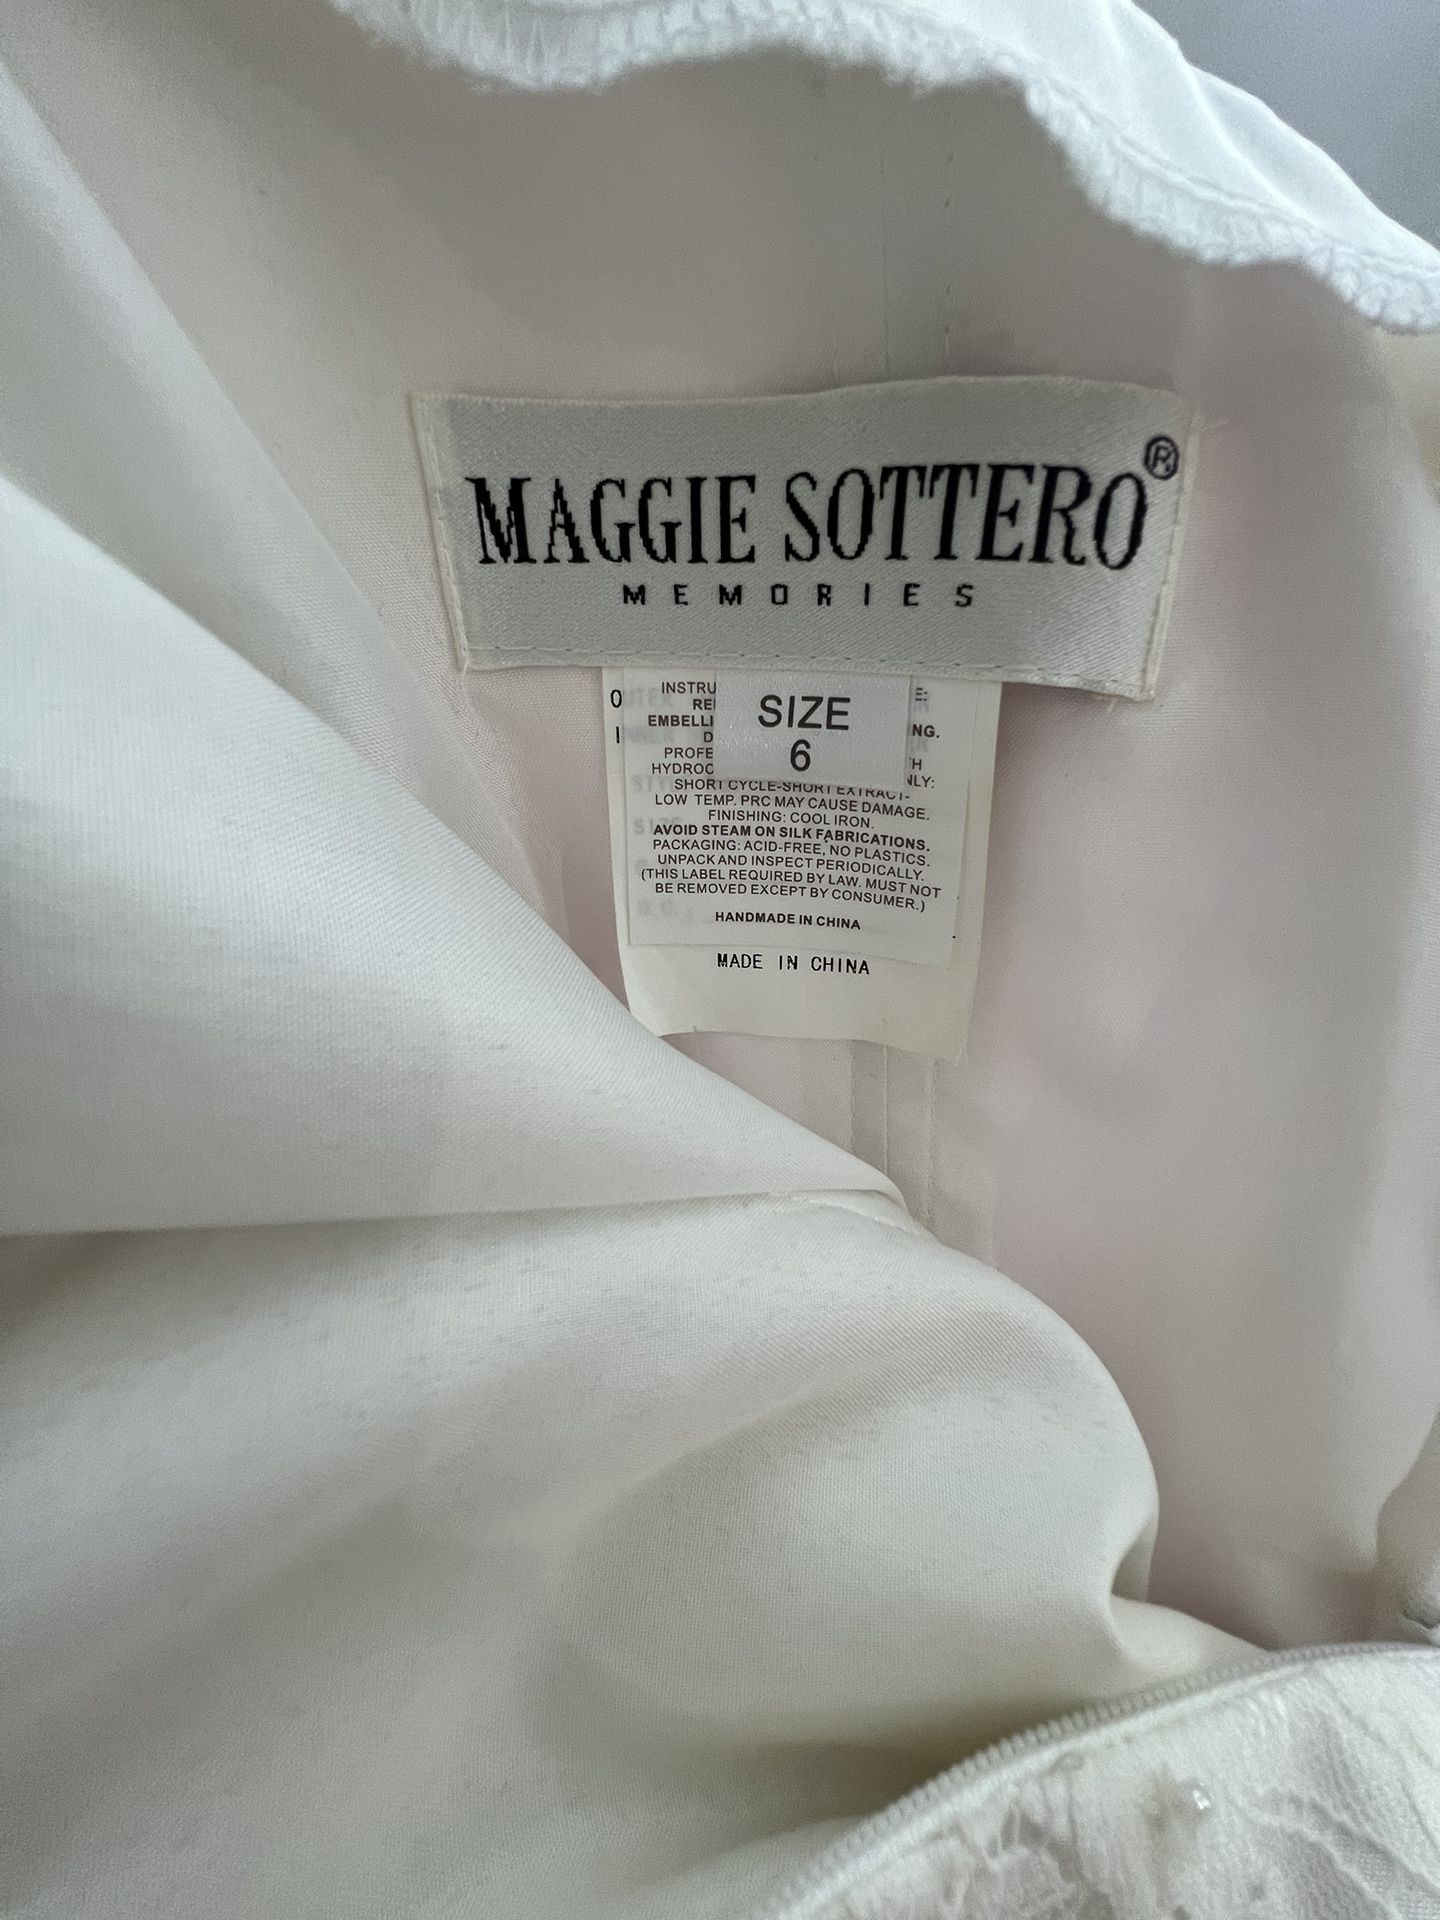 MAGGIE SOTTERO®
MEMORIES
SIZE
6
SHORT CYCLE-SHORT EXTRACT-
LOW TEMP. PRC MAY CAUSE DAMAGE.
FINISHING: COOL IRON.
AVOID STEAM ON SILK FABRICATIONS.
PACKAGING: ACID-FREE, NO PLASTICS.
UNPACK AND INSPECT PERIODICALLY.
(THIS LABEL REQUIRED BY LAW. MUST NOT
BE REMOVED EXCEPT BY CONSUMER.)
HANDMADE IN CHINA
MADE IN CHINA